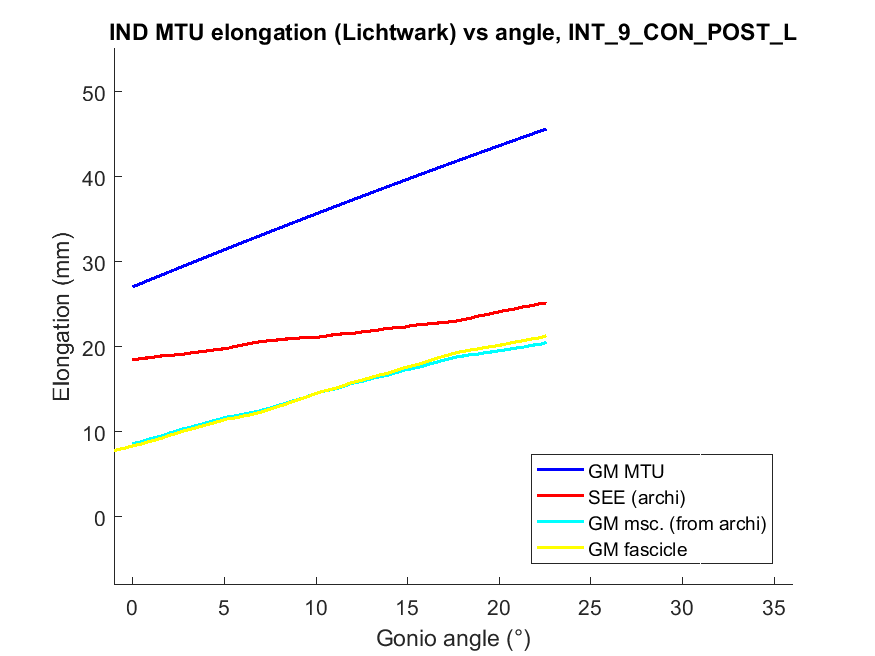 IND MTU elongation (Lichtwark) vs angle, INT_9_CON_POST_L
50
40
30
20
10
0
Elongation (mm)
0 5 10 15 20 25 30 35
Gonio angle (°)
GM MTU
SEE (archi)
GM msc. (from archi)
GM fascicle